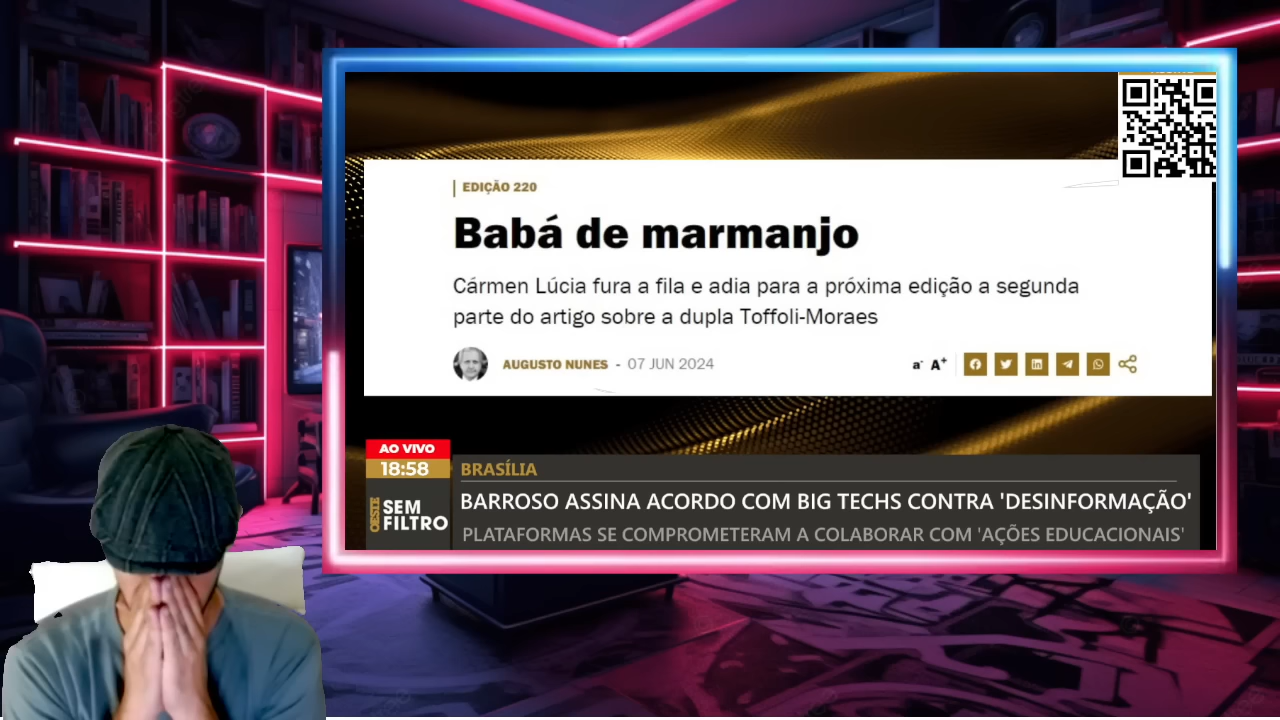 EDIÇÃO 220
Babá de marmanjo
Cármen Lúcia fura a fila e adia para a próxima edição a segunda
parte do artigo sobre a dupla Toffoli-Moraes
AUGUSTO NUNES - 07 JUN 2024
a- A+
AO VIVO
18:58
OESTE
SEM
FILTRO
BRASÍLIA
BARROSO ASSINA ACORDO COM BIG TECHS CONTRA 'DESINFORMAÇÃO'
PLATAFORMAS SE COMPROMETERAM A COLABORAR COM 'AÇÕES EDUCACIONAIS'